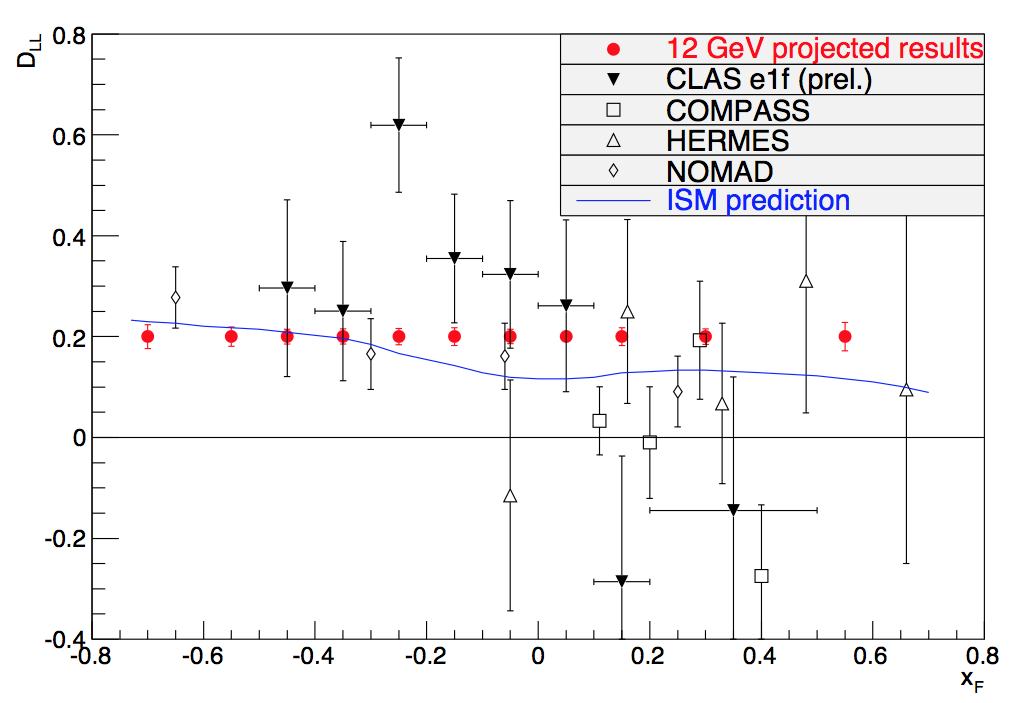 D_LL
0.8
0.6
0.4
0.2
0
-0.2
-0.4
12 GeV projected results
CLAS e1f (prel.)
COMPASS
HERMES
NOMAD
ISM prediction
-0.8 -0.6 -0.4 -0.2 0 0.2 0.4 0.6 0.8
x_F